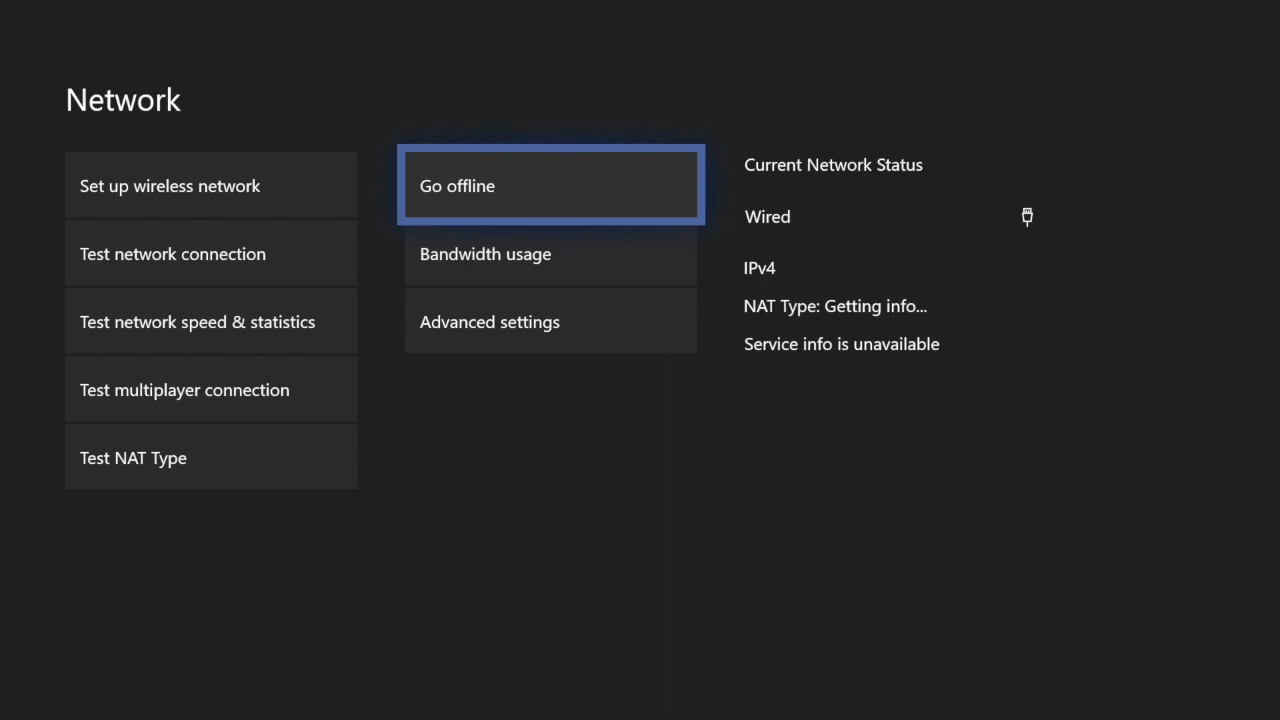 Network
Set up wireless network
Test network connection
Test network speed & statistics
Test multiplayer connection
Test NAT Type
Go offline
Bandwidth usage
Advanced settings
Current Network Status
Wired
IPv4
NAT Type: Getting info...
Service info is unavailable